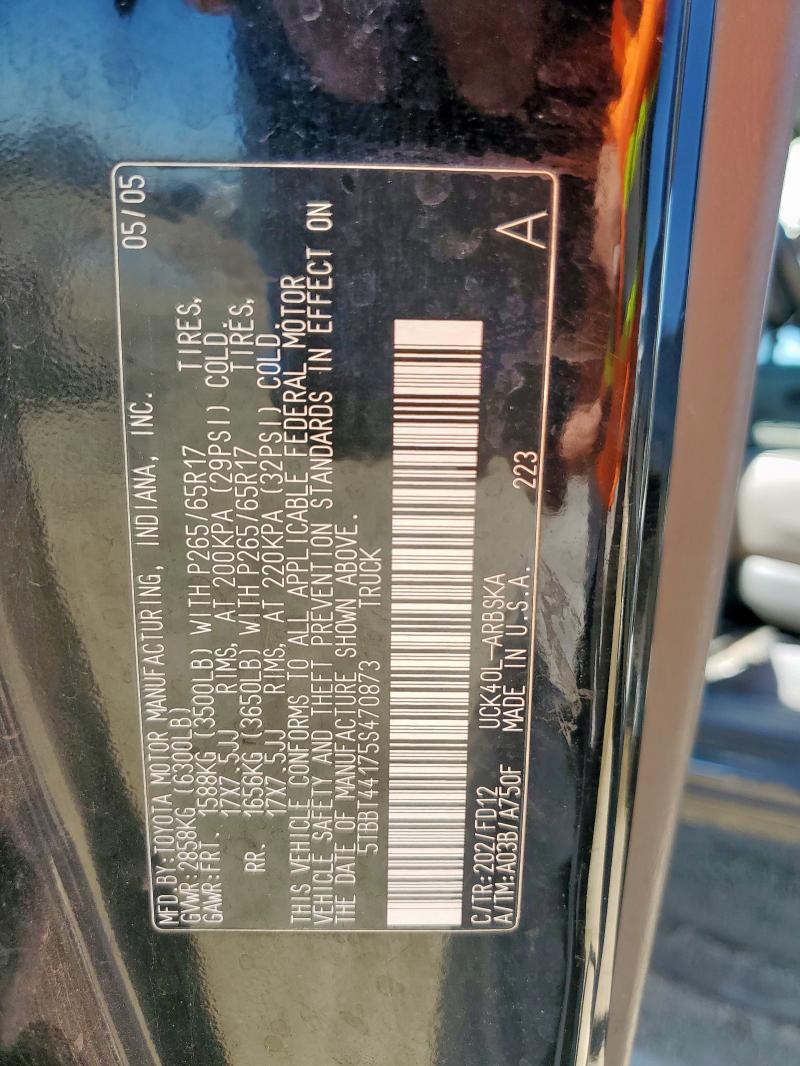 MFD.BY:TOYOTA MOTOR MANUFACTURING, INDIANA, INC. 05/05
GVWR:2858KG (6300LB)
GAWR:FRT. 1588KG (3500LB) WITH P265/65R17 TIRES,
17X7.5JJ RIMS, AT 200KPA (29PSI) COLD.
RR. 1658KG (3650LB) WITH P265/65R17 TIRES,
17X7.5JJ RIMS, AT 220KPA (32PSI) COLD.
THIS VEHICLE CONFORMS TO ALL APPLICABLE FEDERAL MOTOR
VEHICLE SAFETY AND THEFT PREVENTION STANDARDS IN EFFECT ON
THE DATE OF MANUFACTURE SHOWN ABOVE.
5TBBT44175S470873 TRUCK
C/TR:202/FD12 UCK40L-ARBSKA
A/TM:A03B/A750F MADE IN U.S.A. 223 A